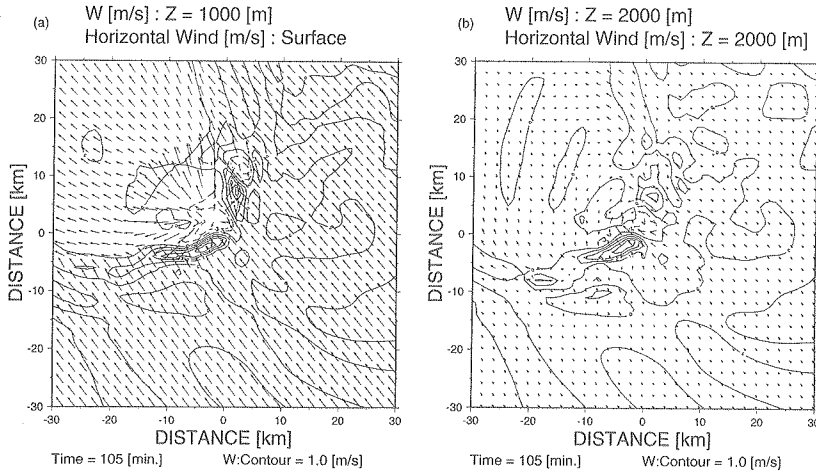 (a)
W [m/s] : Z = 1000 [m]
Horizontal Wind [m/s] : Surface
30
20
10
0
-10
-20
-30
DISTANCE [km]
-30 -20 -10 0 10 20 30
DISTANCE [km]
Time = 105 [min.] W:Contour = 1.0 [m/s]
(b)
W [m/s] : Z = 2000 [m]
Horizontal Wind [m/s] : Z = 2000 [m]
30
20
10
0
-10
-20
-30
DISTANCE [km]
-30 -20 -10 0 10 20 30
DISTANCE [km]
Time = 105 [min.] W:Contour = 1.0 [m/s]